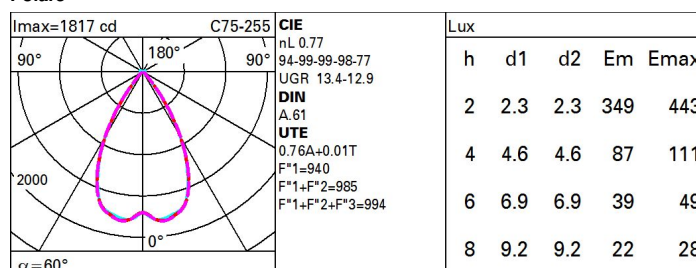 Imax=1817 cd C75-255
90° 180° 90°
2000
0°
α=60°
CIE
nL 0.77
94-99-99-98-77
UGR 13.4-12.9
DIN
A.61
UTE
0.76A+0.01T
F"1=940
F"1+F"2=985
F"1+F"2+F"3=994
Lux
h d1 d2 Em Emax
2 2.3 2.3 349 443
4 4.6 4.6 87 111
6 6.9 6.9 39 49
8 9.2 9.2 22 28